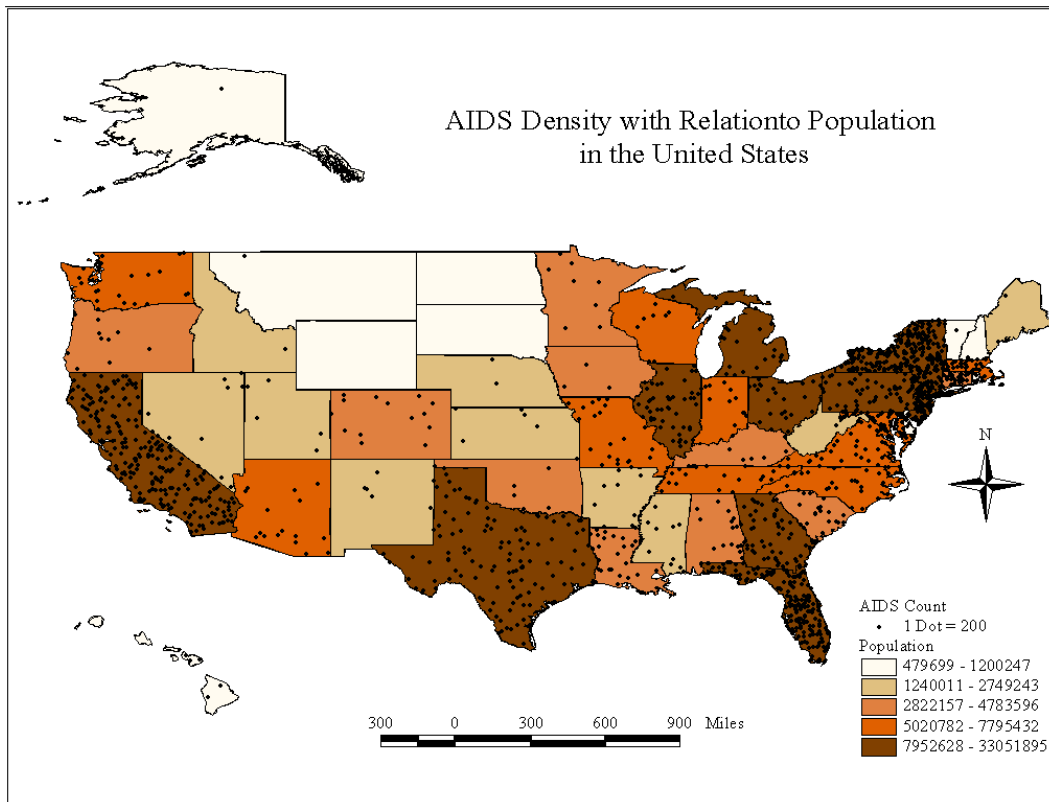 AIDS Density with Relationto Population
in the United States
N
AIDS Count
1 Dot = 200
Population
479699 - 1200247
1240011 - 2749243
2822157 - 4783596
5020782 - 7795432
7952628 - 33051895
300 0 300 600 900 Miles